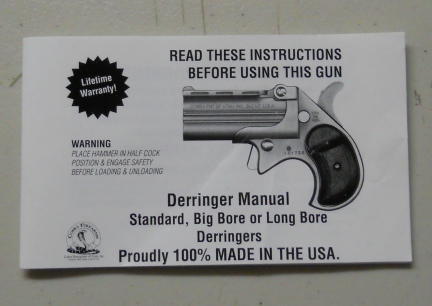 READ THESE INSTRUCTIONS
BEFORE USING THIS GUN
Lifetime
Warranty!
WARNING
PLACE HAMMER IN HALF COCK
POSITION & ENGAGE SAFETY
BEFORE LOADING & UNLOADING
Derringer Manual
Standard, Big Bore or Long Bore
Derringers
Proudly 100% MADE IN THE USA.